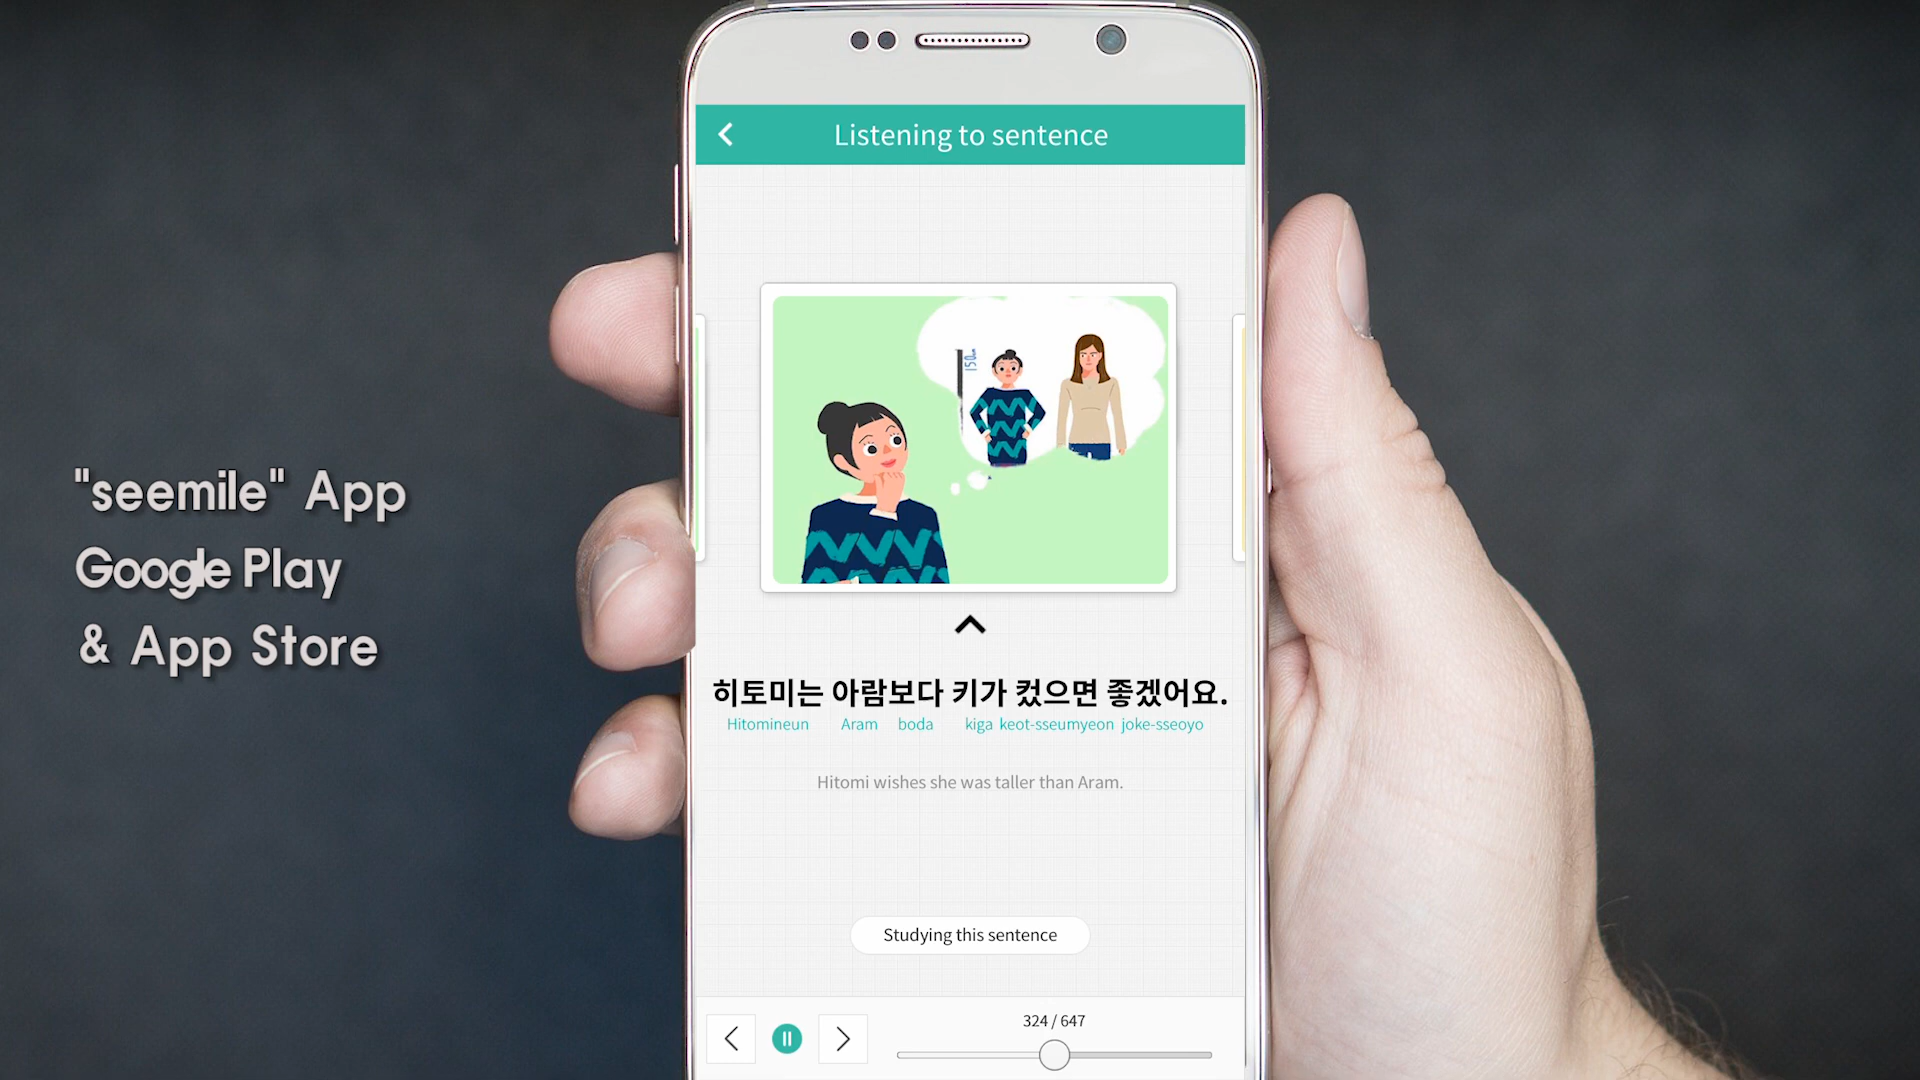 "seemile" App
Google Play
& App Store
Listening to sentence
150cm
히토미는 아람보다 키가 컸으면 좋겠어요.
Hitomineun Aram boda kiga keot-sseumyeon joke-sseoyo
Hitomi wishes she was taller than Aram.
Studying this sentence
324 / 647